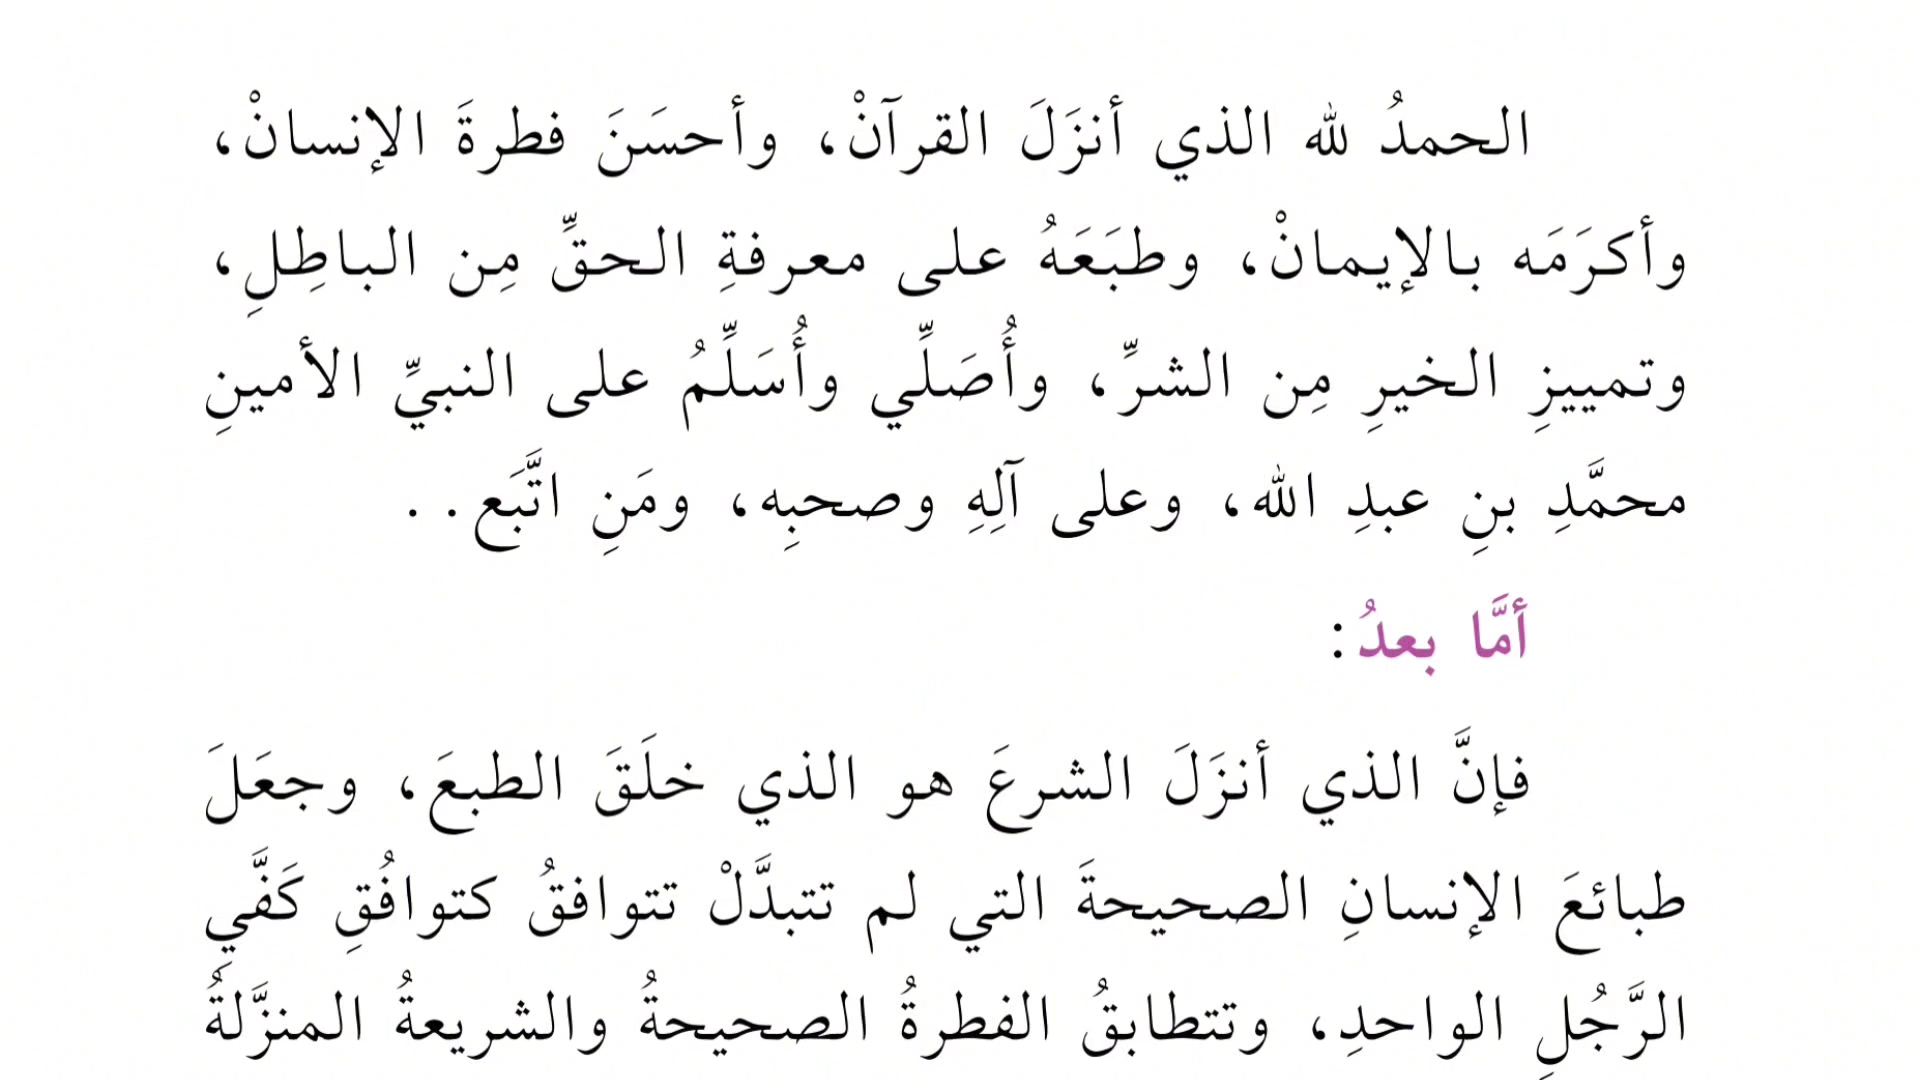 الحمدُ لله الذي أنزَلَ القرآنْ، وأحسَنَ فطرةَ الإنسانْ،
وأكرَمَه بالإيمانْ، وطبَعَهُ على معرفةِ الحقِّ مِن الباطِلِ،
وتمييزِ الخيرِ مِن الشرِّ، وأُصَلِّي وأُسَلِّمُ على النبيِّ الأمينِ
محمَّدِ بنِ عبدِ الله، وعلى آلِهِ وصحبِه، ومَنِ اتَّبَع..
أمَّا بعدُ:
فإنَّ الذي أنزَلَ الشرعَ هو الذي خلَقَ الطبعَ، وجعَلَ
طبائعَ الإنسانِ الصحيحةَ التي لم تتبدَّلْ تتوافقُ كتوافُقِ كَفَّيِ
الرَّجُلِ الواحدِ، وتتطابقُ الفطرةُ الصحيحةُ والشريعةُ المنزَّلةُ